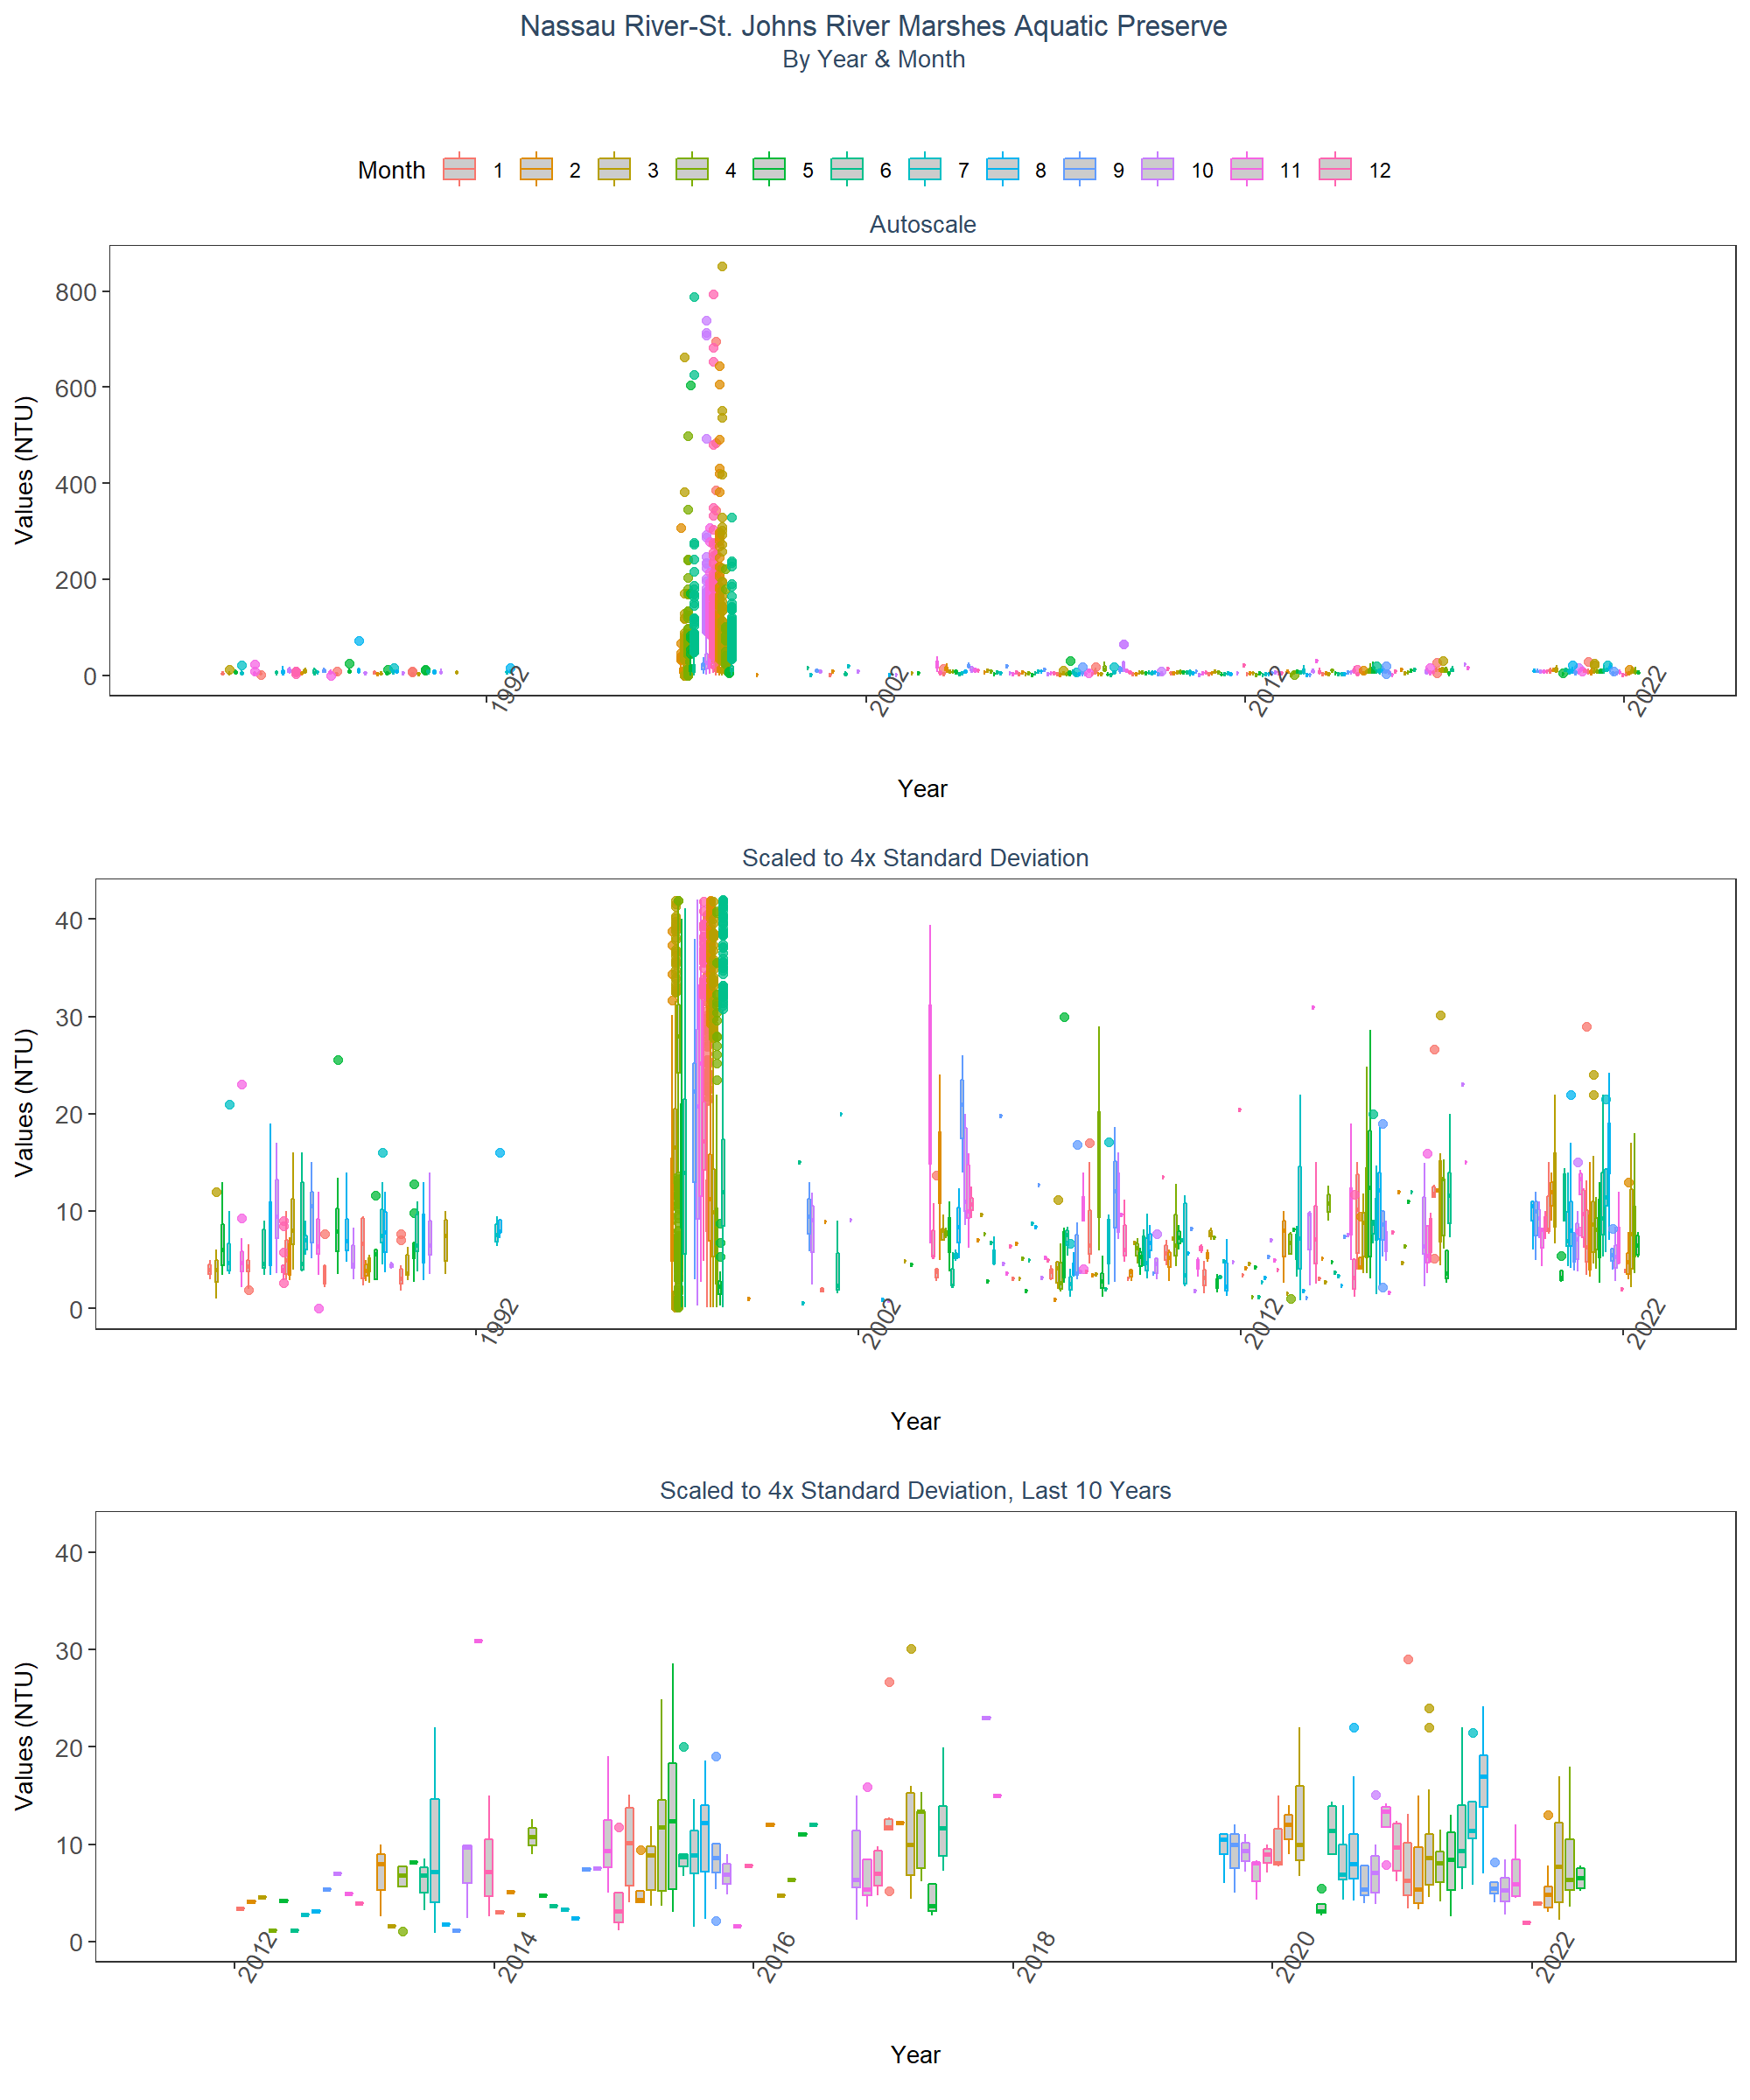 Nassau River-St. Johns River Marshes Aquatic Preserve
By Year & Month
Month 1 2 3 4 5 6 7 8 9 10 11 12
Autoscale
Values (NTU)
800
600
400
200
0
1992 2002 2012 2022
Year
Scaled to 4x Standard Deviation
Values (NTU)
40
30
20
10
0
1992 2002 2012 2022
Year
Scaled to 4x Standard Deviation, Last 10 Years
Values (NTU)
40
30
20
10
0
2012 2014 2016 2018 2020 2022
Year